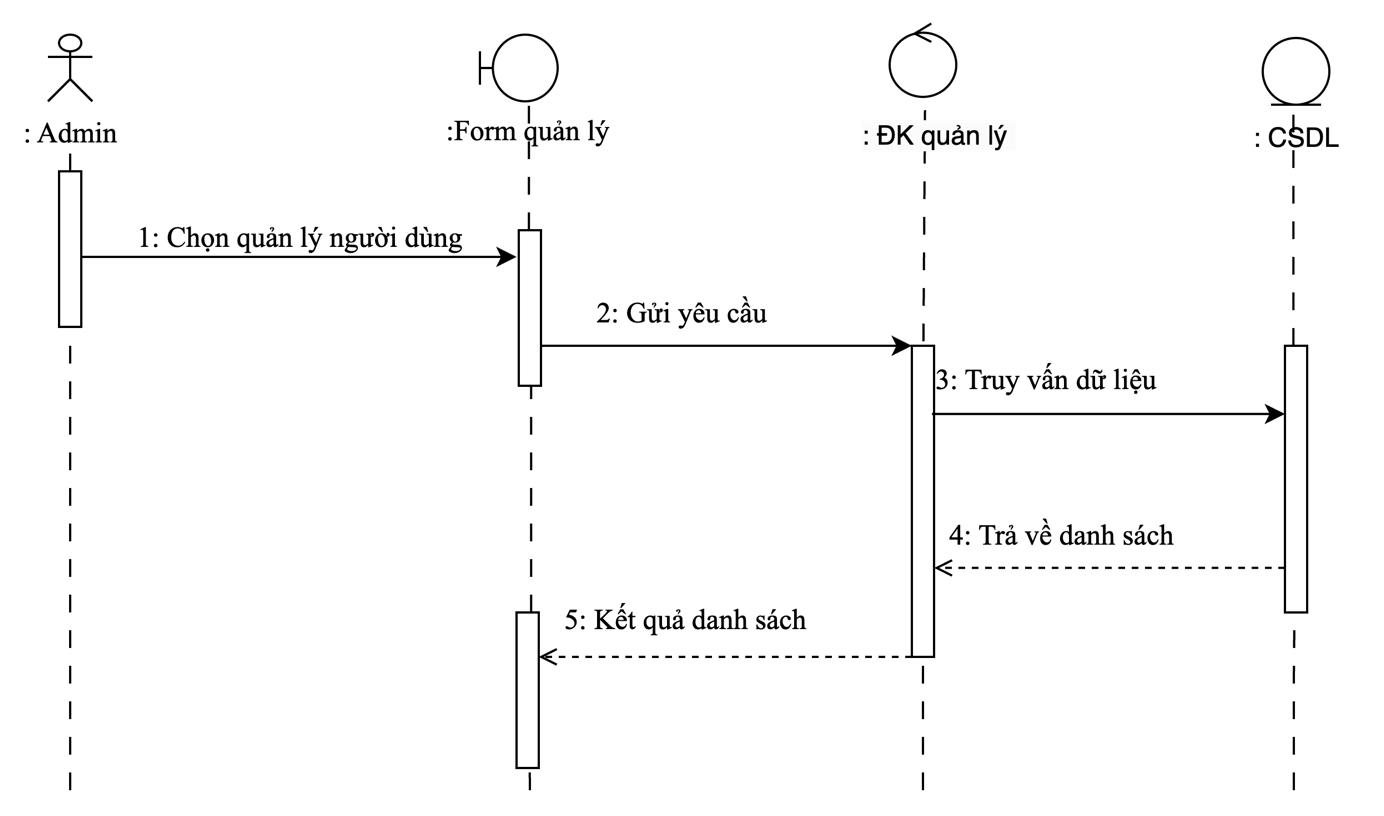 : Admin
:Form quản lý
: ĐK quản lý
: CSDL
1: Chọn quản lý người dùng
2: Gửi yêu cầu
3: Truy vấn dữ liệu
4: Trả về danh sách
5: Kết quả danh sách